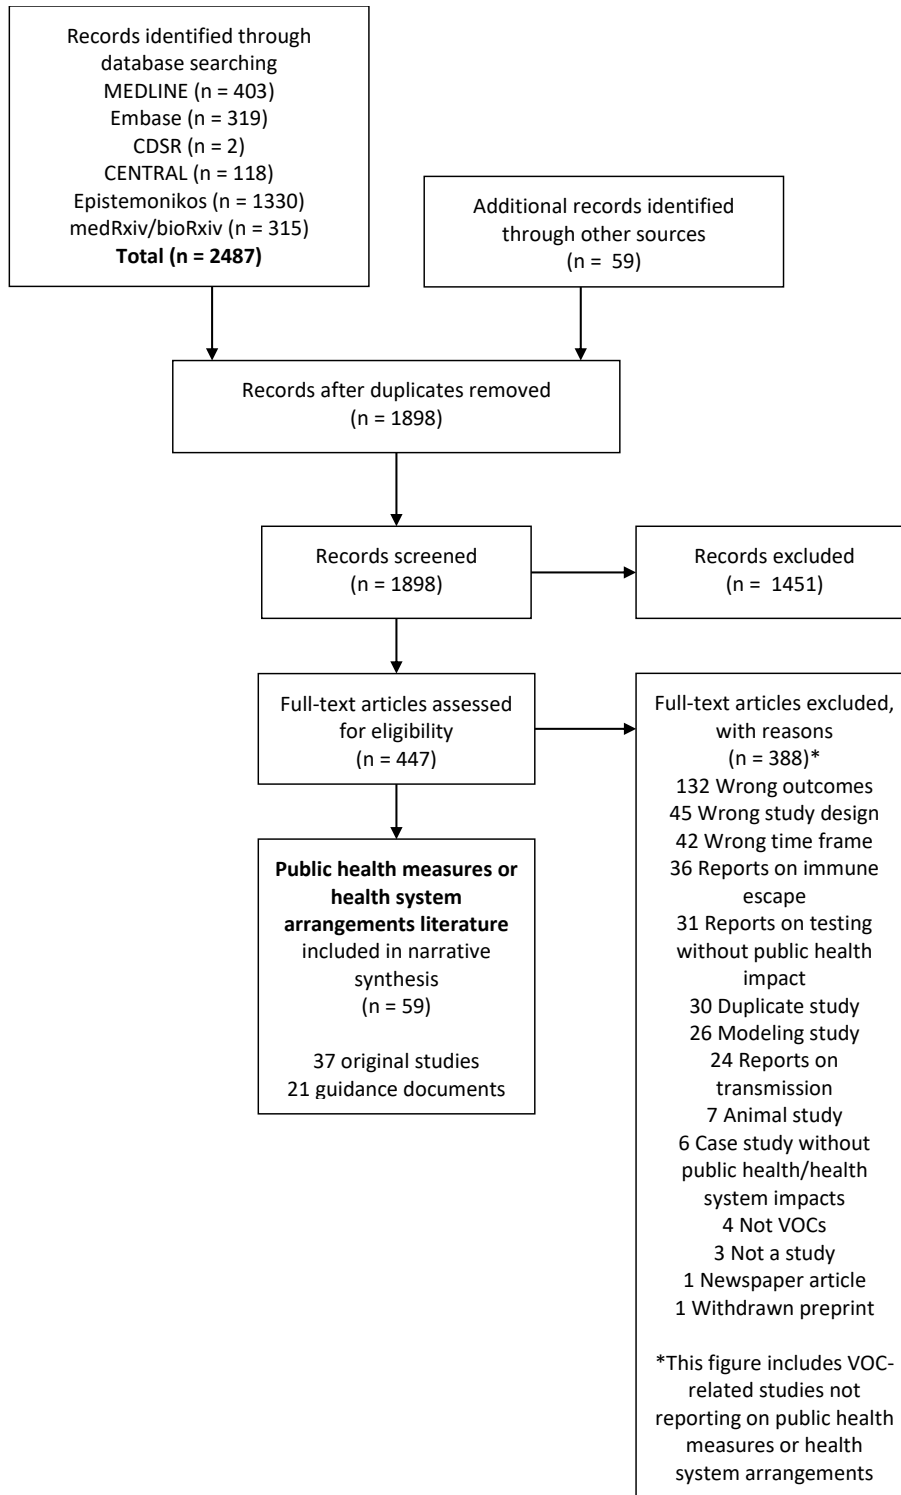 Records identified through
database searching
MEDLINE (n = 403)
Embase (n = 319)
CDSR (n = 2)
CENTRAL (n = 118)
Epistemonikos (n = 1330)
medRxiv/bioRxiv (n = 315)
Total (n = 2487)
Additional records identified
through other sources
(n = 59)
Records after duplicates removed
(n = 1898)
Records screened
(n = 1898)
Records excluded
(n = 1451)
Full-text articles assessed
for eligibility
(n = 447)
Full-text articles excluded,
with reasons
(n = 388)*
132 Wrong outcomes
45 Wrong study design
42 Wrong time frame
36 Reports on immune
escape
31 Reports on testing
without public health
impact
30 Duplicate study
26 Modeling study
24 Reports on
transmission
7 Animal study
6 Case study without
public health/health
system impacts
4 Not VOCs
3 Not a study
1 Newspaper article
1 Withdrawn preprint
*This figure includes VOC-
related studies not
reporting on public health
measures or health
system arrangements
Public health measures or
health system
arrangements literature
included in narrative
synthesis
(n = 59)
37 original studies
21 guidance documents